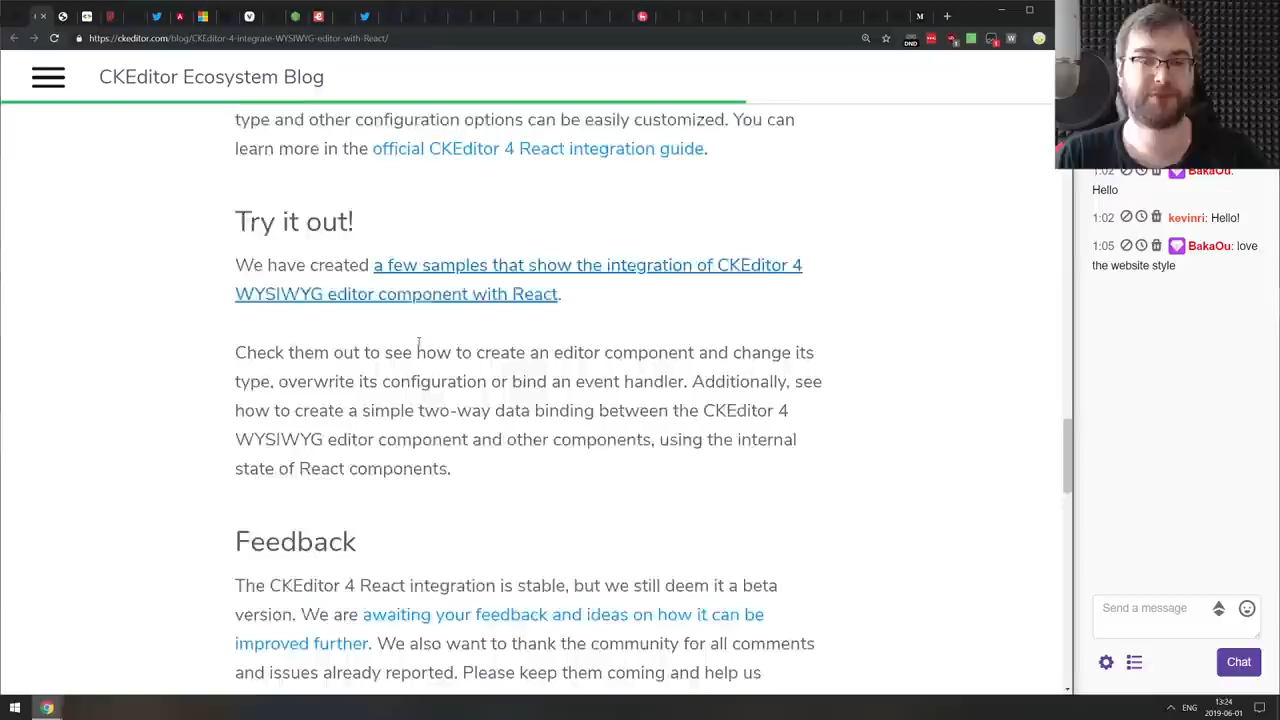 https://ckeditor.com/blog/CKEditor-4-integrate-WYSIWYG-editor-with-React/
DND
CKEditor Ecosystem Blog
type and other configuration options can be easily customized. You can
learn more in the official CKEditor 4 React integration guide.
Try it out!
We have created a few samples that show the integration of CKEditor 4
WYSIWYG editor component with React.
Check them out to see how to create an editor component and change its
type, overwrite its configuration or bind an event handler. Additionally, see
how to create a simple two-way data binding between the CKEditor 4
WYSIWYG editor component and other components, using the internal
state of React components.
Feedback
The CKEditor 4 React integration is stable, but we still deem it a beta
version. We are awaiting your feedback and ideas on how it can be
improved further. We also want to thank the community for all comments
and issues already reported. Please keep them coming and help us
1:02 BakaOu:
Hello
1:02 kevinri: Hello!
1:05 BakaOu: love
the website style
Send a message
Chat
ENG
13:24
2019-06-01